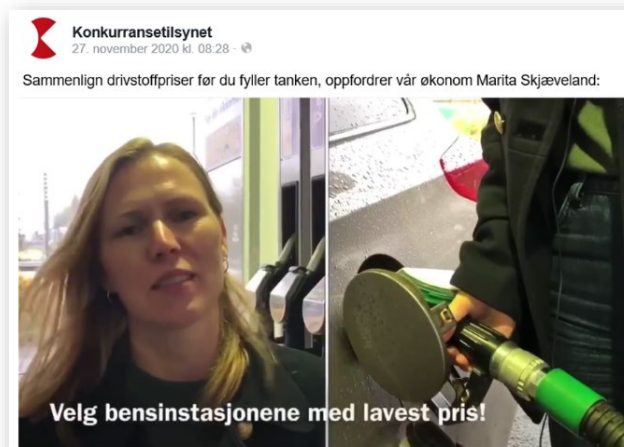 Konkurransetilsynet
27. november 2020 kl. 08:28 ·
Sammenlign drivstoffpriser før du fyller tanken, oppfordrer vår økonom Marita Skjæveland:
Velg bensinstasjonene med lavest pris!